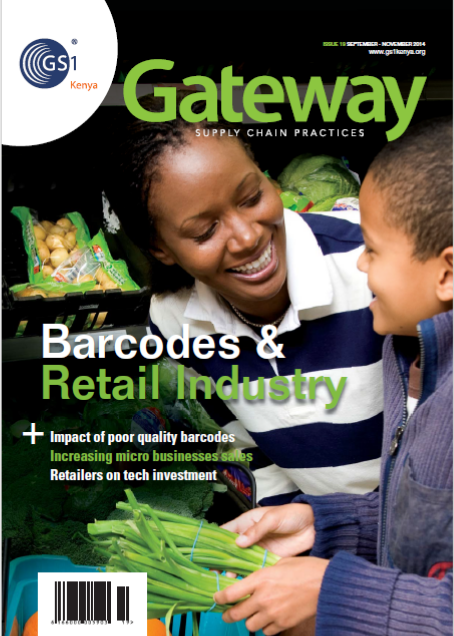 GS1
®
Kenya
ISSUE 19 SEPTEMBER - NOVEMBER 2014
www.gs1kenya.org
Gateway
SUPPLY CHAIN PRACTICES
Barcodes &
Retail Industry
+ Impact of poor quality barcodes
Increasing micro businesses sales
Retailers on tech investment